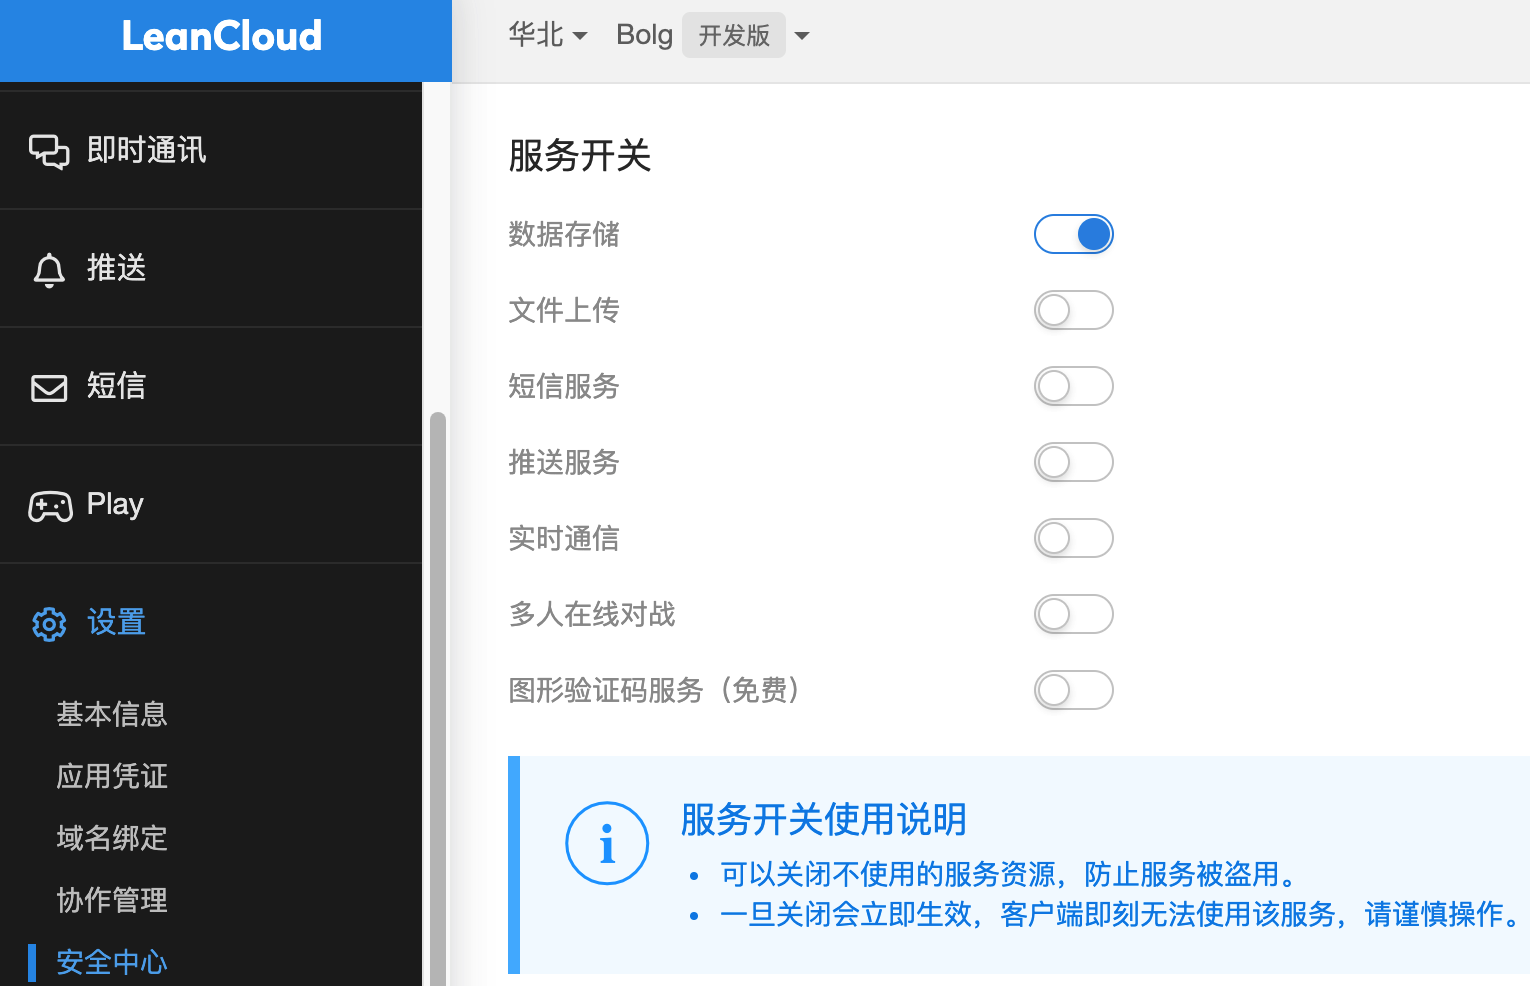 LeanCloud
华北
Bolg 开发版
即时通讯
推送
短信
Play
设置
基本信息
应用凭证
域名绑定
协作管理
安全中心
服务开关
数据存储
文件上传
短信服务
推送服务
实时通信
多人在线对战
图形验证码服务（免费）
服务开关使用说明
• 可以关闭不使用的服务资源，防止服务被盗用。
• 一旦关闭会立即生效，客户端即刻无法使用该服务，请谨慎操作。